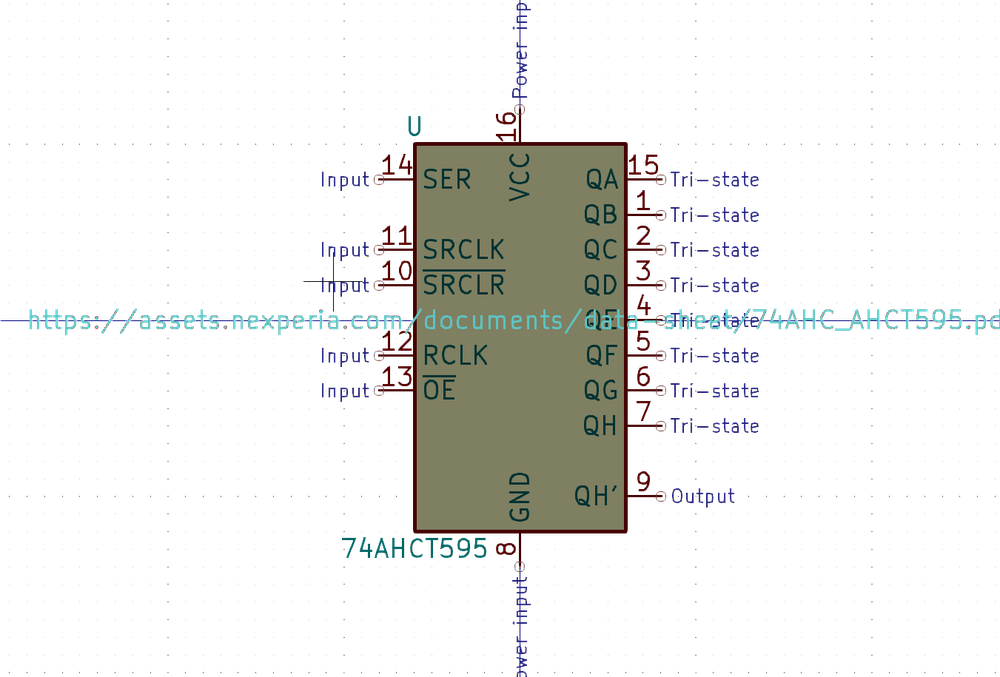 Power inp
16
U
14 VCC 15
Input SER QA Tri-state
1
QB Tri-state
11 2
Input SRCLK QC Tri-state
10 3
Input SRCLR QD Tri-state
4
https://assets.nexperia.com/documents/data-sheet/74AHC_AHCT595.pd
QE Tri-state
12 5
Input RCLK QF Tri-state
13 6
Input OE QG Tri-state
7
QH Tri-state
9
GND QH' Output
74AHCT595 8
ower input